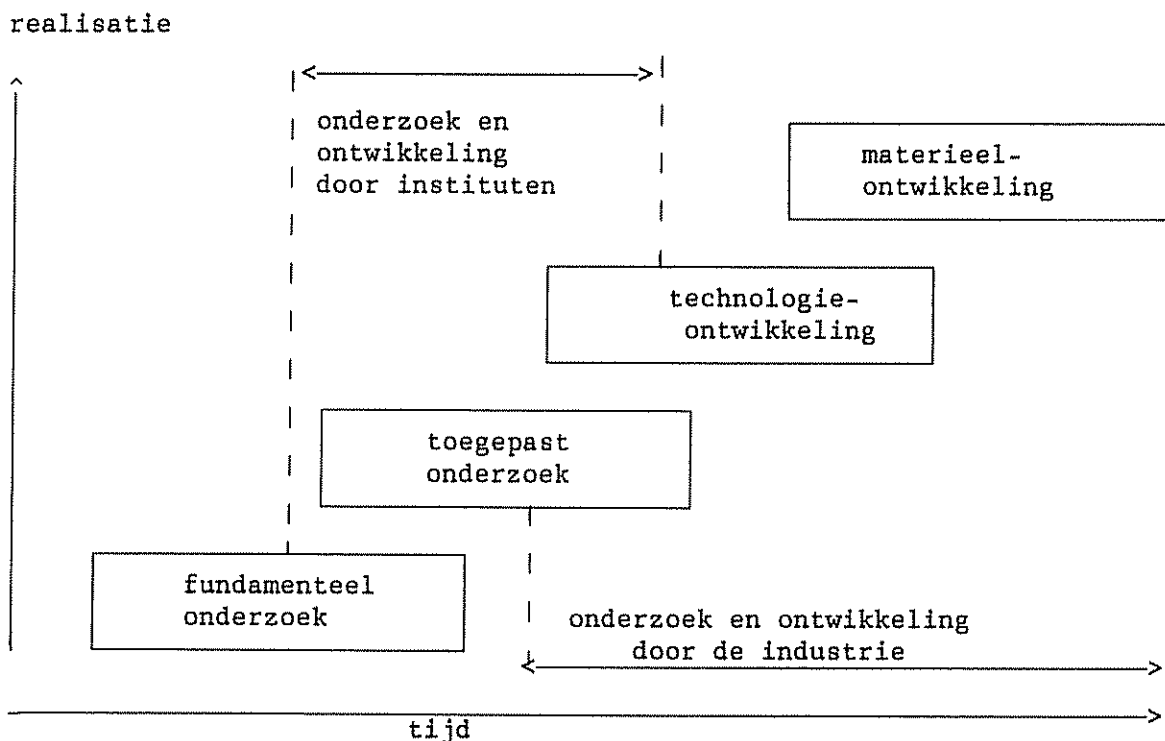 realisatie
onderzoek en
ontwikkeling
door instituten
materieel-
ontwikkeling
technologie-
ontwikkeling
toegepast
onderzoek
fundamenteel
onderzoek
onderzoek en ontwikkeling
door de industrie
tijd